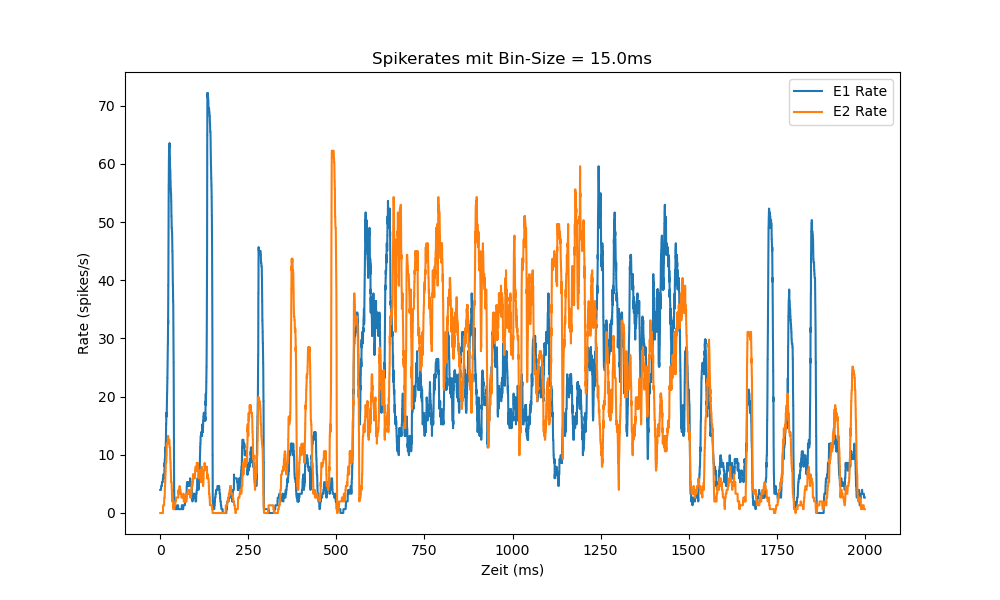 Spikerates mit Bin-Size = 15.0ms
E1 Rate
E2 Rate
70
60
50
40
30
20
10
0
Rate (spikes/s)
0 250 500 750 1000 1250 1500 1750 2000
Zeit (ms)